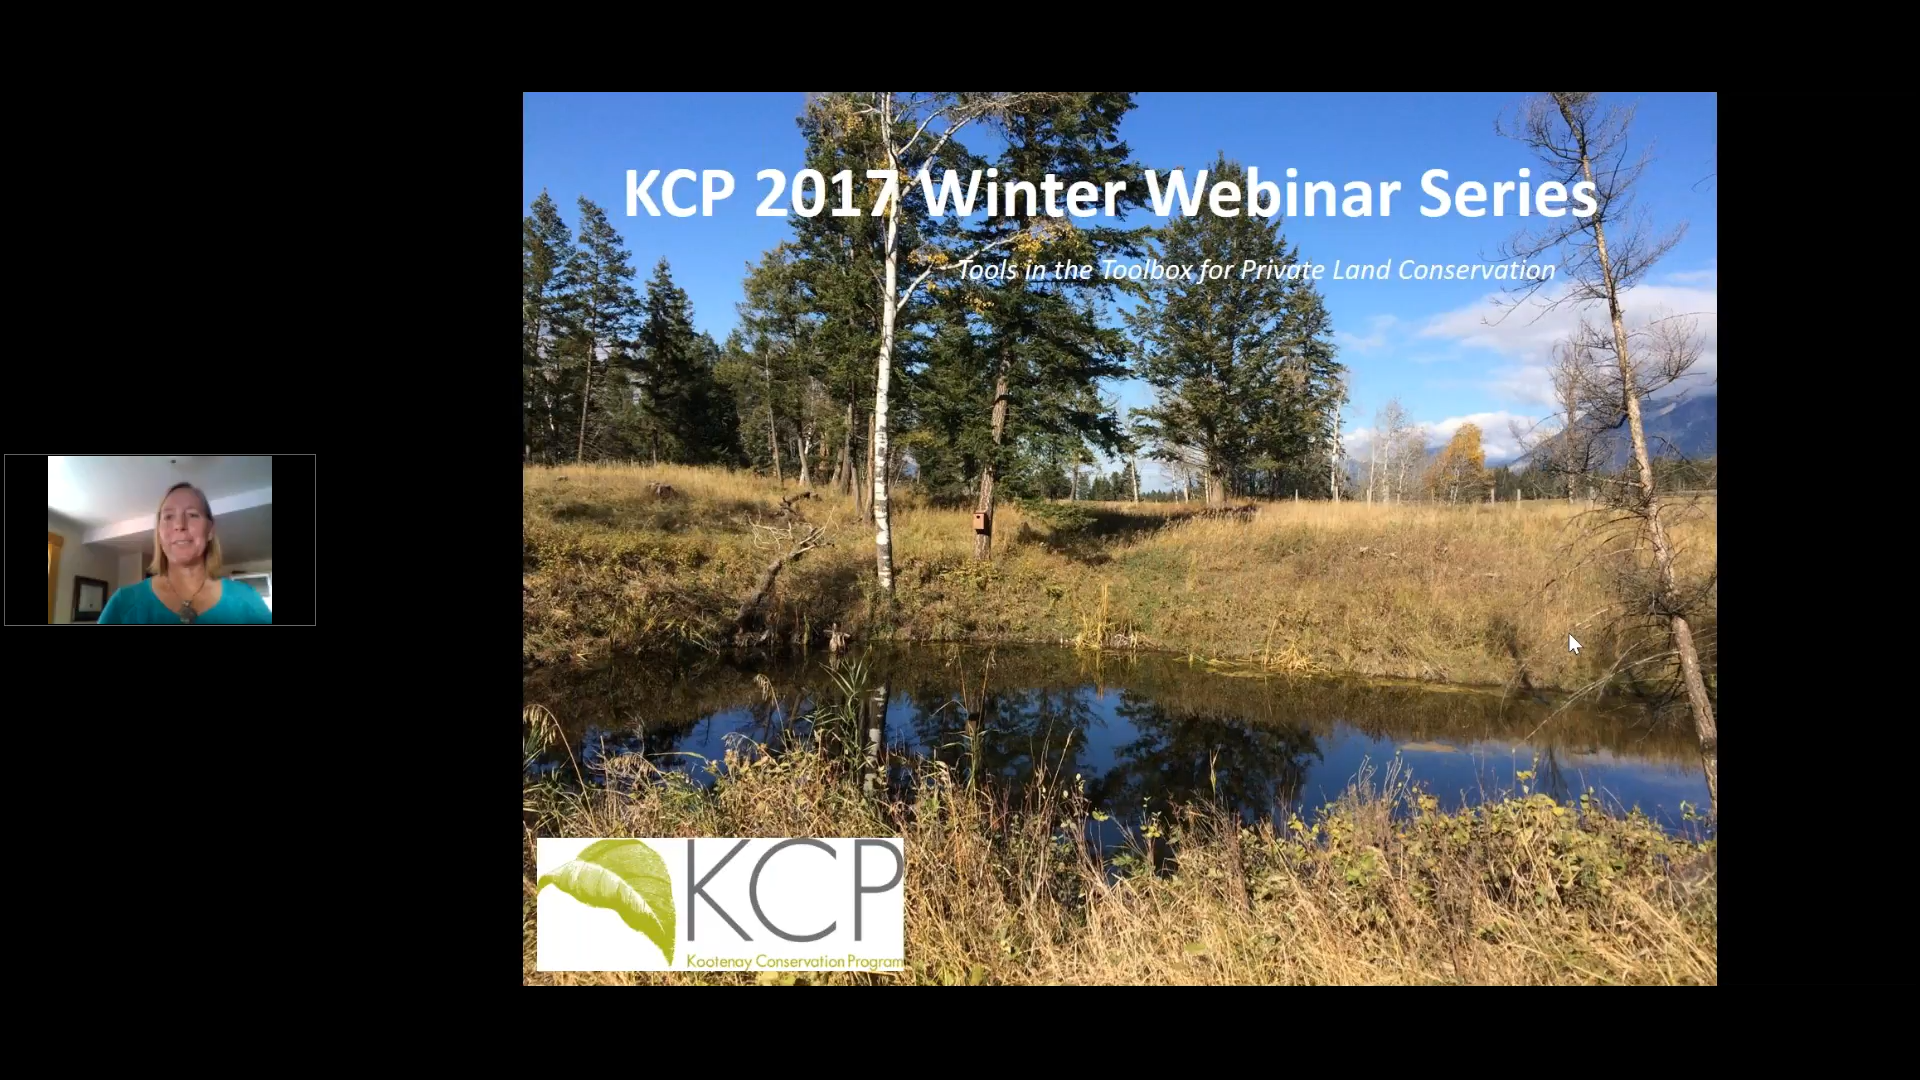 KCP 2017 Winter Webinar Series
Tools in the Toolbox for Private Land Conservation
KCP
Kootenay Conservation Program